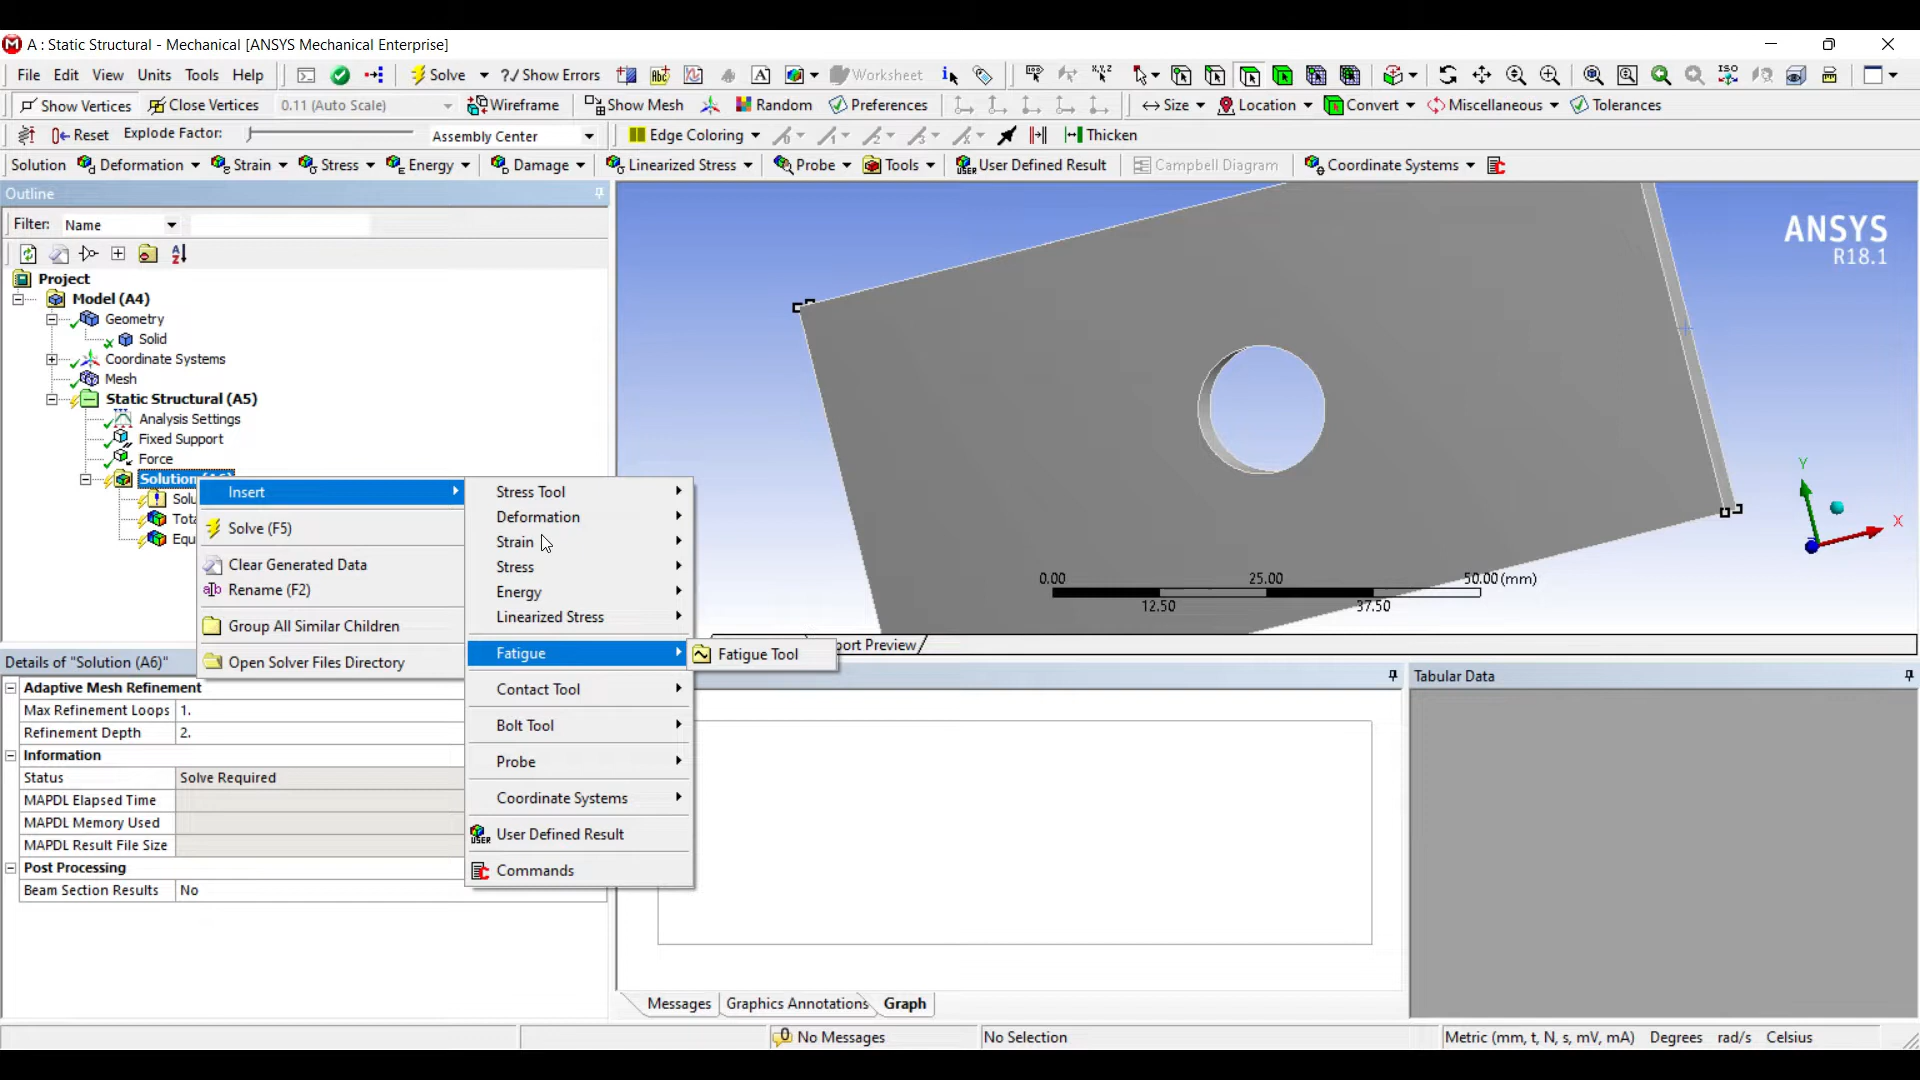 A : Static Structural - Mechanical [ANSYS Mechanical Enterprise]
File Edit View Units Tools Help Solve ?/ Show Errors Worksheet
Show Vertices Close Vertices 0.11 (Auto Scale) Wireframe Show Mesh Random Preferences Size Location Convert Miscellaneous Tolerances
Reset Explode Factor: Assembly Center Edge Coloring Thicken
Solution Deformation Strain Stress Energy Damage Linearized Stress Probe Tools User Defined Result Campbell Diagram Coordinate Systems
Outline
Filter: Name
Project
Model (A4)
Geometry
Solid
Coordinate Systems
Mesh
Static Structural (A5)
Analysis Settings
Fixed Support
Force
Solution
Solu
Tota
Equ
Insert
Solve (F5)
Clear Generated Data
Rename (F2)
Group All Similar Children
Open Solver Files Directory
Stress Tool
Deformation
Strain
Stress
Energy
Linearized Stress
Fatigue
Contact Tool
Bolt Tool
Probe
Coordinate Systems
User Defined Result
Commands
Fatigue Tool
ANSYS
R18.1
Y
X
0.00 25.00 50.00 (mm)
12.50 37.50
port Preview
Details of "Solution (A6)"
Adaptive Mesh Refinement
Max Refinement Loops 1.
Refinement Depth 2.
Information
Status Solve Required
MAPDL Elapsed Time
MAPDL Memory Used
MAPDL Result File Size
Post Processing
Beam Section Results No
Tabular Data
Messages Graphics Annotations Graph
0 No Messages No Selection Metric (mm, t, N, s, mV, mA) Degrees rad/s Celsius